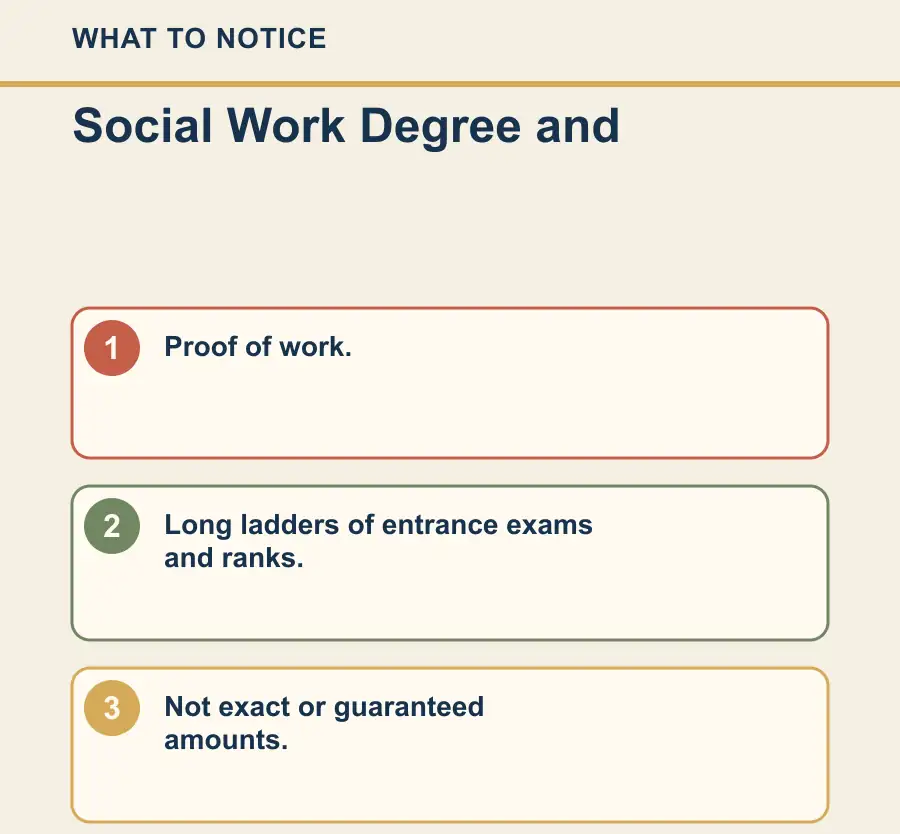 WHAT TO NOTICE
Social Work Degree and
1
Proof of work.
2
Long ladders of entrance exams
and ranks.
3
Not exact or guaranteed
amounts.